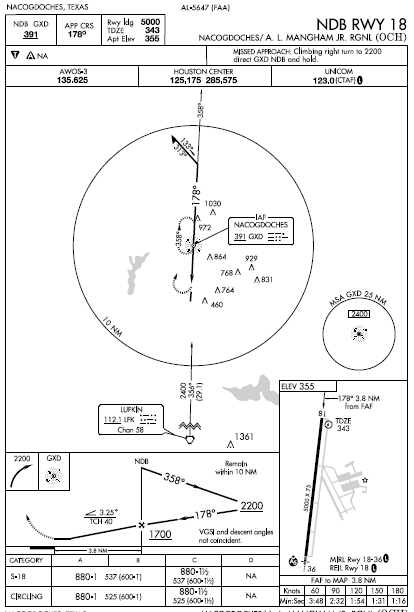 NACOGDOCHES, TEXAS
AL-5647 (FAA)
NDB GXD
391
APP CRS
178°
Rwy ldg 5000
TDZE 343
Apt Elev 355
NDB RWY 18
NACOGDOCHES/ A. L. MANGHAM JR. RGNL (OCH)
NA
MISSED APPROACH: Climbing right turn to 2200
direct GXD NDB and hold.
AWOS-3
135.625
HOUSTON CENTER
125,175 285,575
UNICOM
123.0 (CTAF)
358°
133°
313°
178°
1030
972
IAF
NACOGDOCHES
391 GXD
358°
864
929
768
831
764
460
10 NM
MSA GXD 25 NM
2400
2400
356°
(29.1)
LUFKIN
112.1 LFK
Chan 58
1361
ELEV 355
178° 3.8 NM
from FAF
18
TDZE
343
5000 X 75
36
MIRL Rwy 18-36
REIL Rwy 18
2200
GXD
NDB
Remain
within 10 NM
358°
2200
178°
3.25°
TCH 40
1700
VGSI and descent angles
not coincident.
3.8 NM
FAF to MAP 3.8 NM
Knots 60 90 120 150 180
Min:Sec 3:48 2:32 1:54 1:31 1:16
CATEGORY A B C D
S-18 880-1 537 (600-1) 880-1½ 537 (600-1½) NA
CIRCLING 880-1 525 (600-1) 880-1½ 525 (600-1½) NA